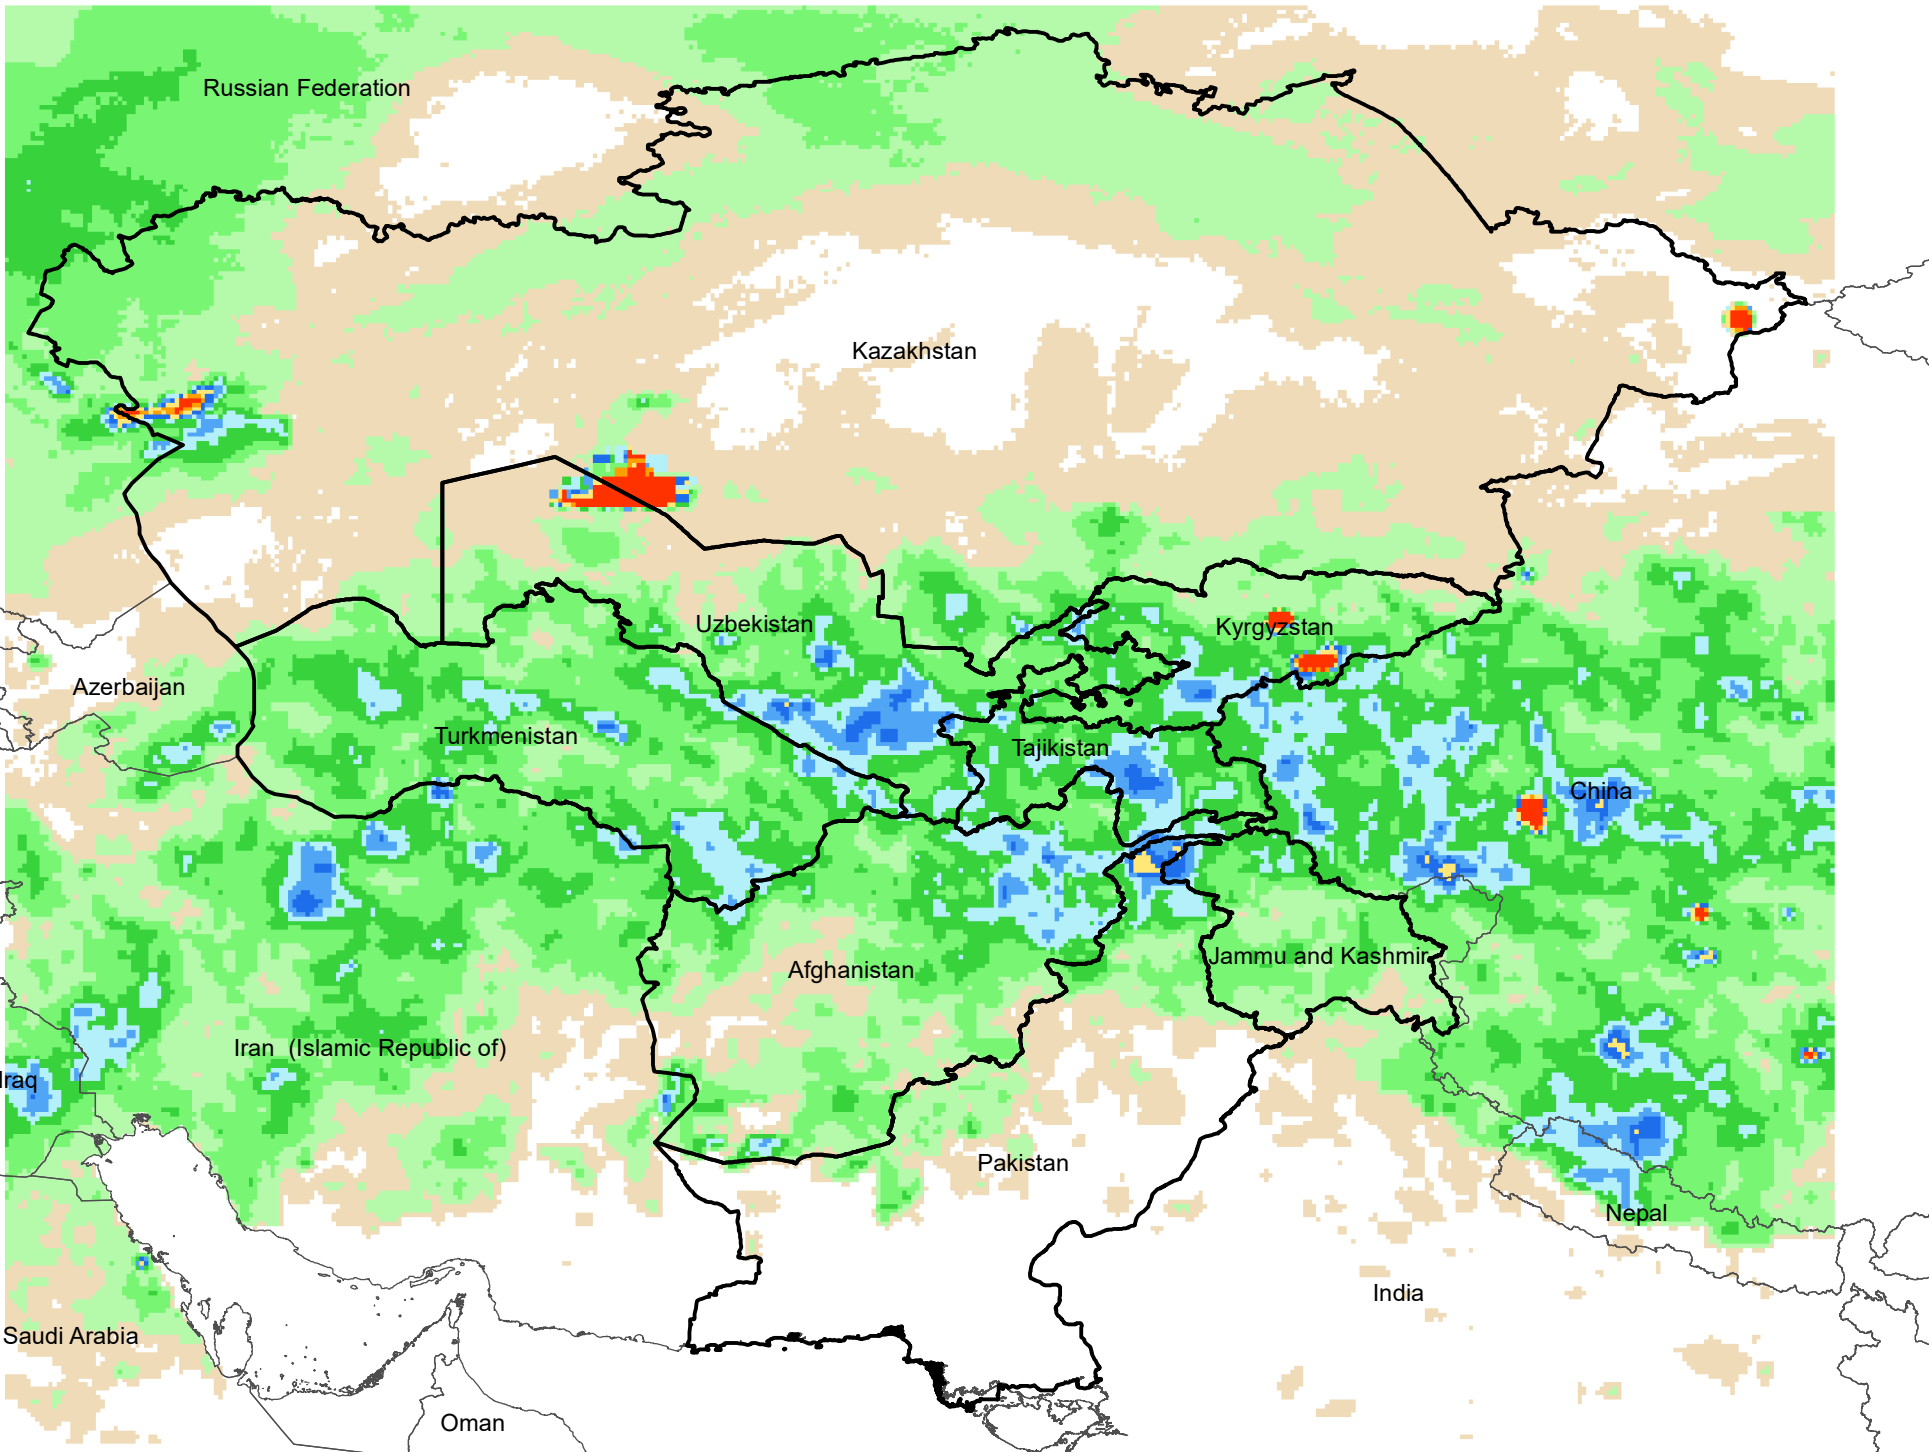 Russian Federation
Kazakhstan
Uzbekistan
Kyrgyzstan
Azerbaijan
Turkmenistan
Tajikistan
China
Afghanistan
Jammu and Kashmir
Iran  (Islamic Republic of)
Iraq
Pakistan
Nepal
India
Saudi Arabia
Oman